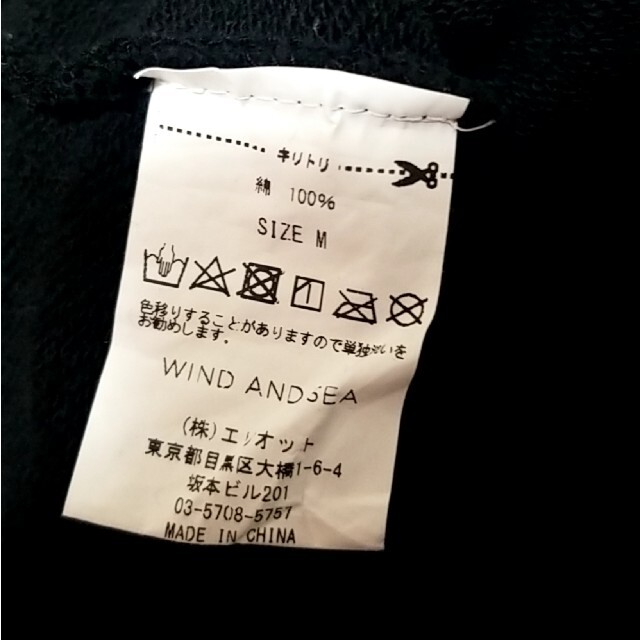 キリトリ
綿 100%
SIZE M
色移りすることがありますので単独洗いを
お勧めします。
WIND ANDSEA
(株)エリオット
東京都目黒区大橋1-6-4
坂本ビル201
03-5708-5757
MADE IN CHINA